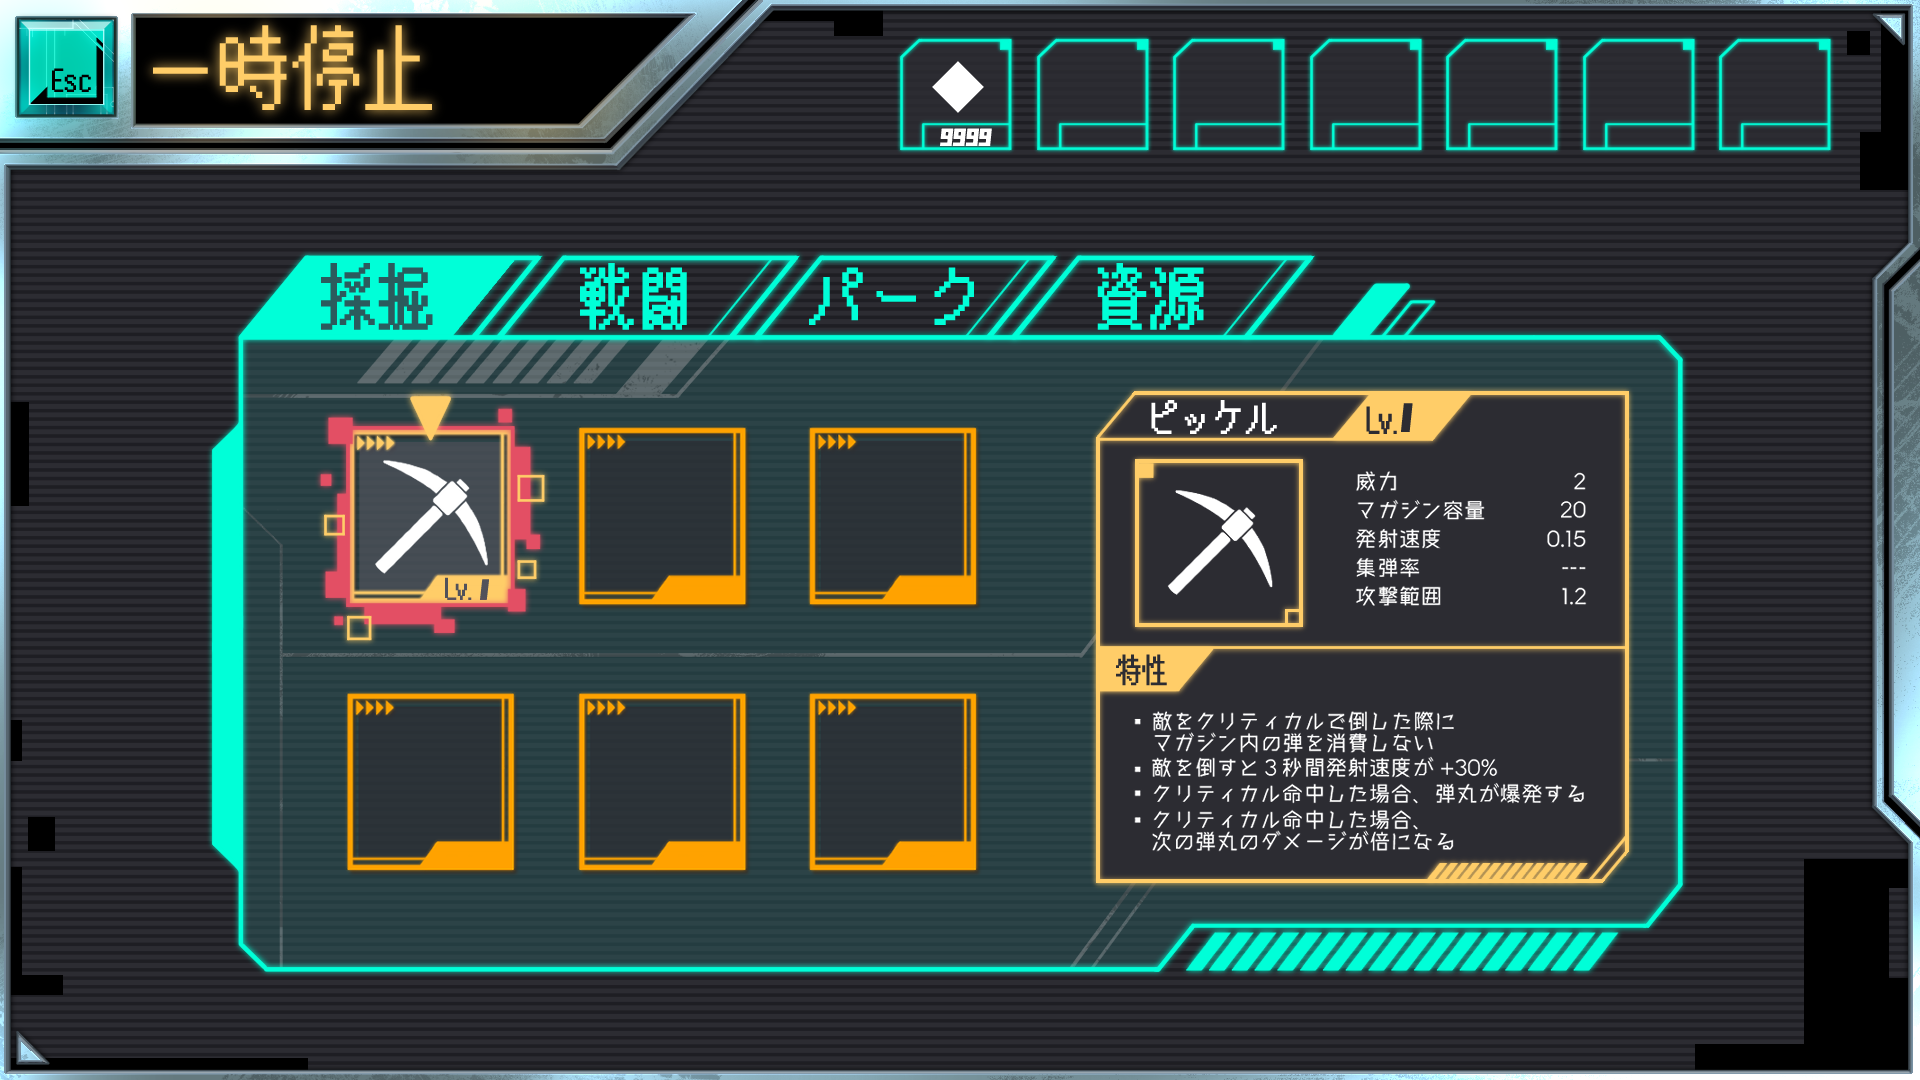 Esc
一時停止
9999
採掘
戦闘
パーク
資源
Lv. 1
ピッケル
Lv. 1
威力 2
マガジン容量 20
発射速度 0.15
集弾率 ---
攻撃範囲 1.2
特性
▪ 敵をクリティカルで倒した際に
マガジン内の弾を消費しない
▪ 敵を倒すと3秒間発射速度が +30%
▪ クリティカル命中した場合、弾丸が爆発する
▪ クリティカル命中した場合、
次の弾丸のダメージが倍になる